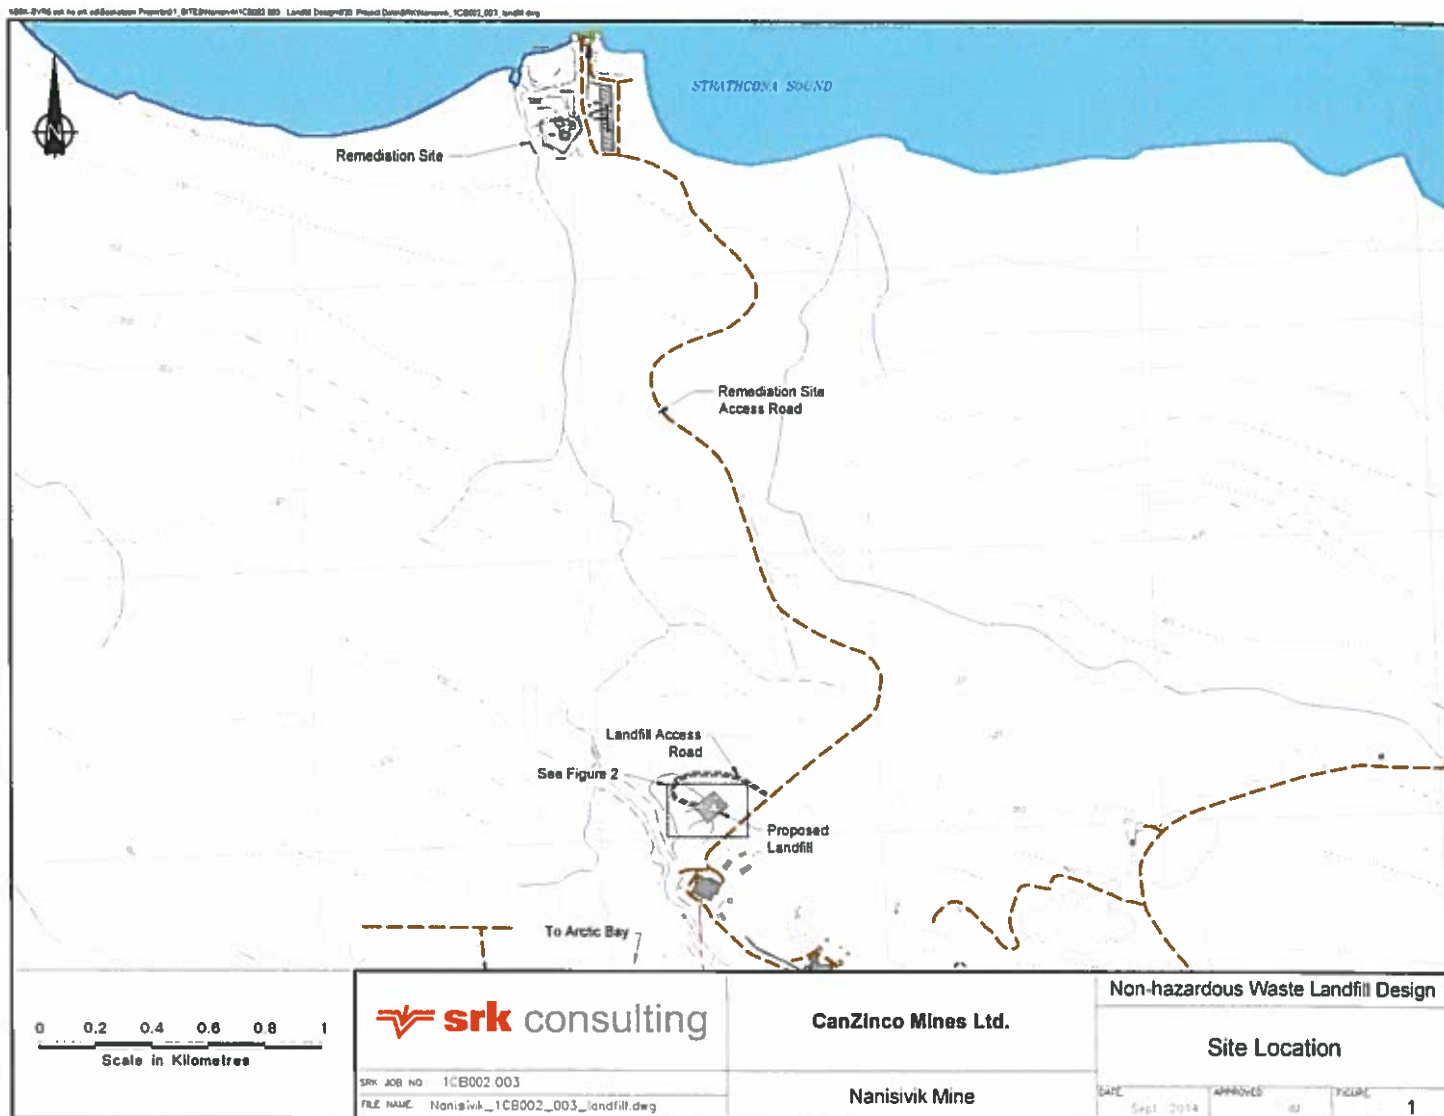 STRATHCONA SOUND
Remediation Site
Remediation Site
Access Road
Landfill Access
Road
See Figure 2
Proposed
Landfill
To Arctic Bay
0 0.2 0.4 0.6 0.8 1
Scale in Kilometres
srk consulting
SRK JOB NO. 1CB002.003
FILE NAME: Nanisivik_1CB002_003_landfill.dwg
CanZinco Mines Ltd.
Nanisivik Mine
Non-hazardous Waste Landfill Design
Site Location
DATE: Sept. 2014
APPROVED:
FIGURE: 1